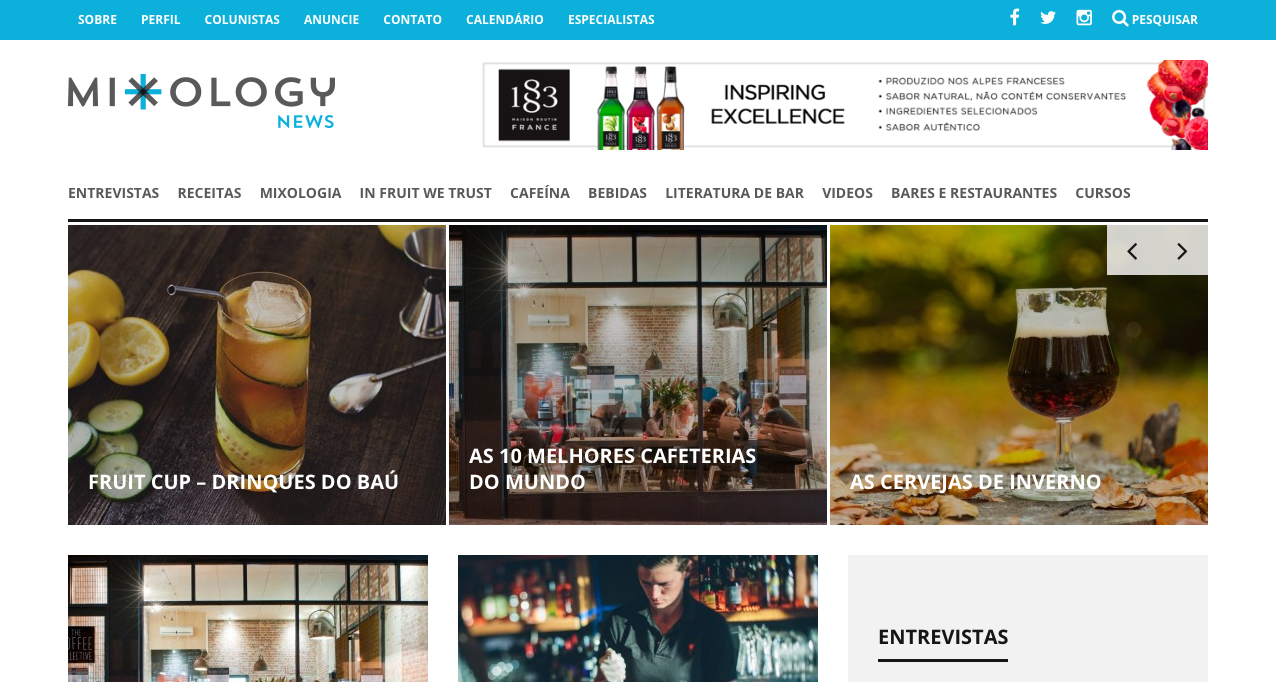 SOBRE PERFIL COLUNISTAS ANUNCIE CONTATO CALENDÁRIO ESPECIALISTAS PESQUISAR
MIXOLOGY
NEWS
183
MAISON ROUTIN
FRANCE
INSPIRING
EXCELLENCE
• PRODUZIDO NOS ALPES FRANCESES
• SABOR NATURAL, NÃO CONTÉM CONSERVANTES
• INGREDIENTES SELECIONADOS
• SABOR AUTÊNTICO
ENTREVISTAS RECEITAS MIXOLOGIA IN FRUIT WE TRUST CAFEÍNA BEBIDAS LITERATURA DE BAR VIDEOS BARES E RESTAURANTES CURSOS
FRUIT CUP – DRINQUES DO BAÚ
AS 10 MELHORES CAFETERIAS
DO MUNDO
AS CERVEJAS DE INVERNO
THE
ENTREVISTAS